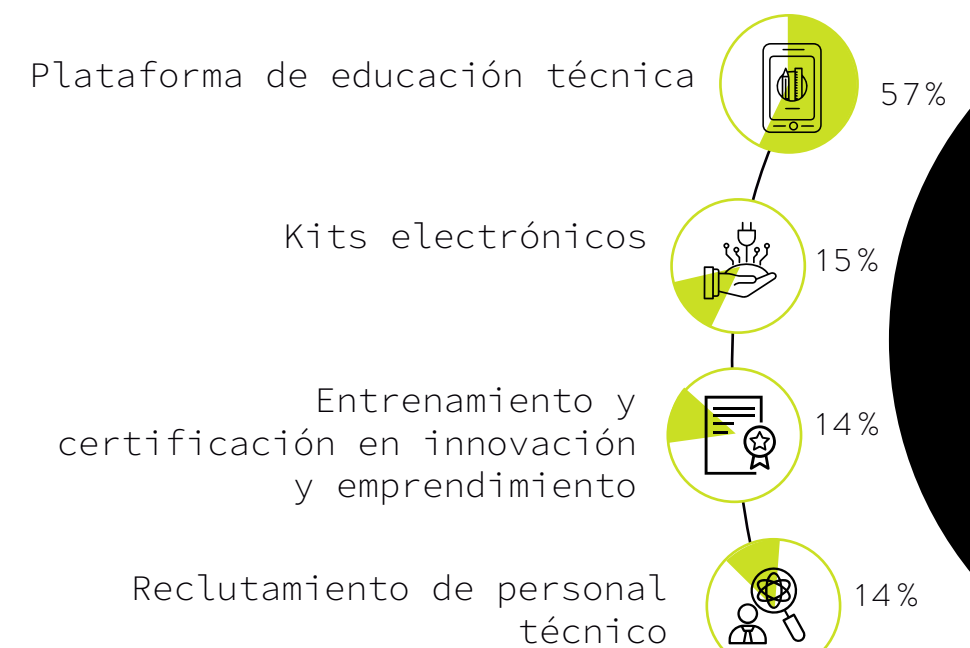 Plataforma de educación técnica
57%
Kits electrónicos
15%
Entrenamiento y
certificación en innovación
y emprendimiento
14%
Reclutamiento de personal
técnico
14%